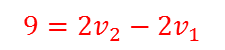 9 = 2v₂ − 2v₁